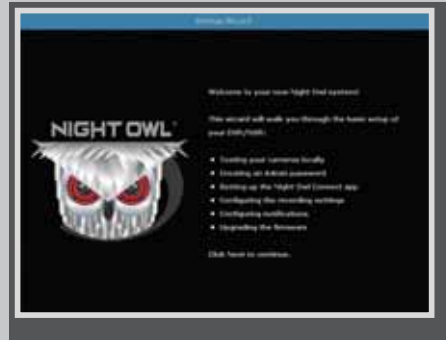 Startup Wizard
NIGHT OWL
Welcome to your new Night Owl system!
This wizard will walk you through the basic setup of
your DVR/NVR:
• Testing your cameras locally
• Creating an Admin password
• Setting up the Night Owl Connect app
• Configuring the recording settings
• Configuring notifications
• Upgrading the firmware
Click here to continue.